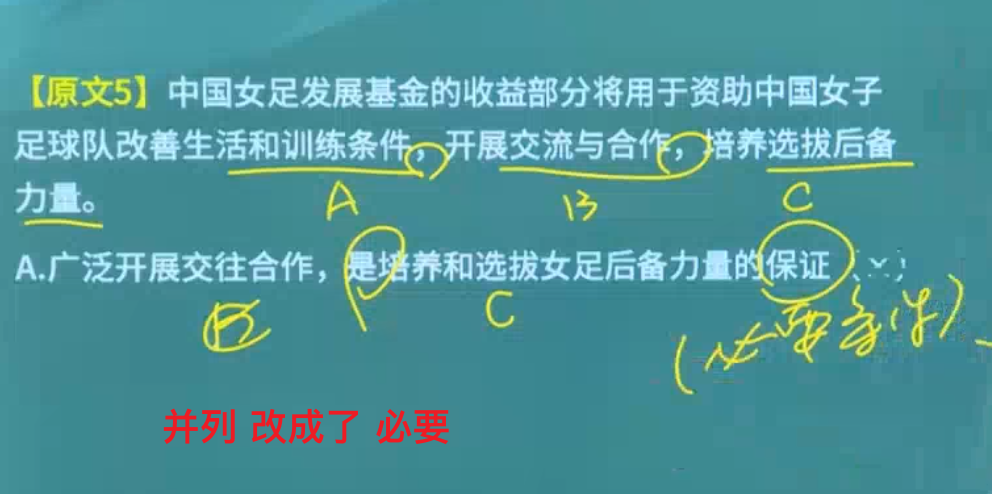 【原文5】中国女足发展基金的收益部分将用于资助中国女子
足球队改善生活和训练条件，开展交流与合作，培养选拔后备
力量。
A B C
A.广泛开展交往合作，是培养和选拔女足后备力量的保证（×）
B C
（必要条件）
并列 改成了 必要